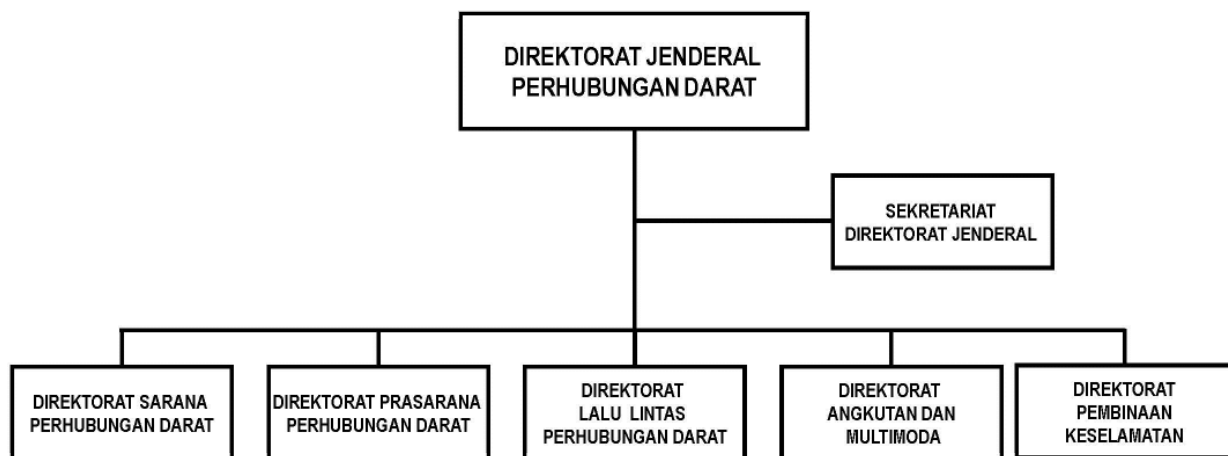 DIREKTORAT JENDERAL
PERHUBUNGAN DARAT
SEKRETARIAT
DIREKTORAT JENDERAL
DIREKTORAT SARANA
PERHUBUNGAN DARAT
DIREKTORAT PRASARANA
PERHUBUNGAN DARAT
DIREKTORAT
LALU LINTAS
PERHUBUNGAN DARAT
DIREKTORAT
ANGKUTAN DAN
MULTIMODA
DIREKTORAT
PEMBINAAN
KESELAMATAN